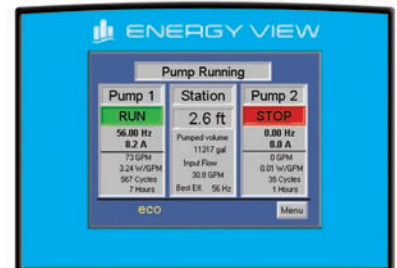 ENERGY VIEW
Pump Running
Pump 1
RUN
56.00 Hz
8.2 A
73 GPM
3.24 W/GPM
567 Cycles
7 Hours
Station
2.6 ft
Pumped volume
11317 gal
Input Flow
30.8 GPM
Best Eff. 56 Hz
Pump 2
STOP
0.00 Hz
0.0 A
0 GPM
0.01 W/GPM
35 Cycles
1 Hours
eco
Menu